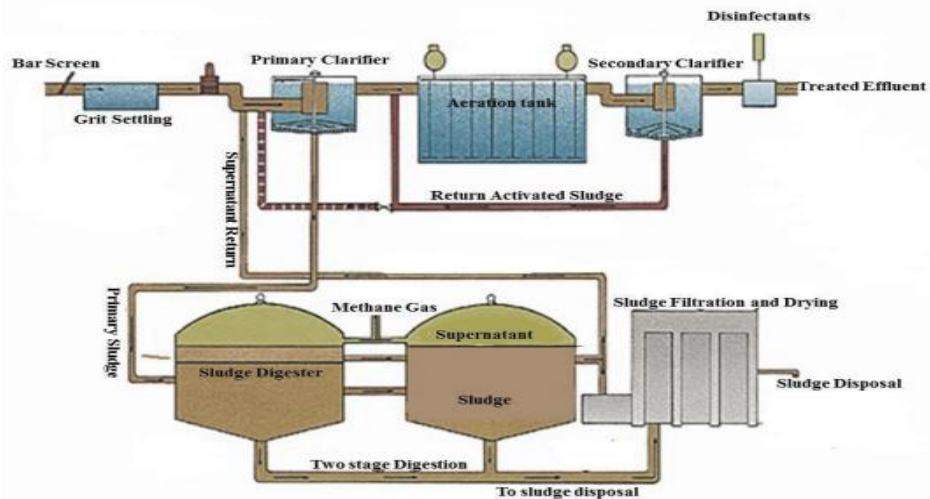 Disinfectants
Bar Screen
Primary Clarifier
Secondary Clarifier
Treated Effluent
Aeration tank
Grit Settling
Supernatant Return
Return Activated Sludge
Primary Sludge
Methane Gas
Sludge Filtration and Drying
Supernatant
Sludge Digester
Sludge
Sludge Disposal
Two stage Digestion
To sludge disposal